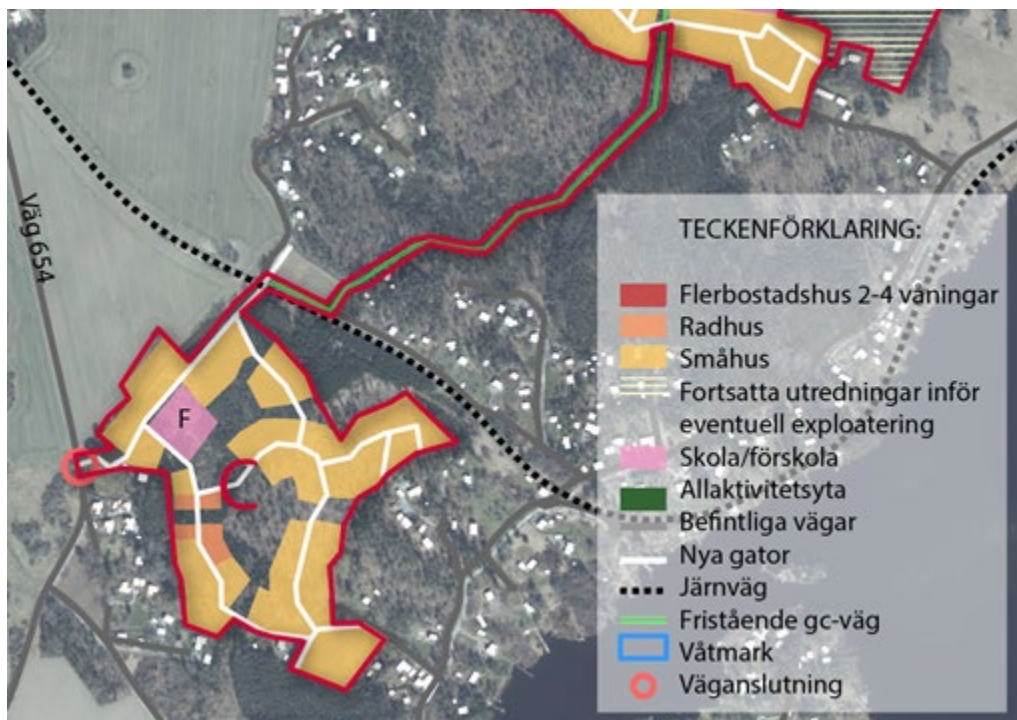 Väg 654
F
C
TECKENFÖRKLARING:
Flerbostadshus 2-4 våningar
Radhus
Småhus
Fortsatta utredningar inför
eventuell exploatering
Skola/förskola
Allaktivitetsyta
Befintliga vägar
Nya gator
Järnväg
Fristående gc-väg
Våtmark
Väganslutning